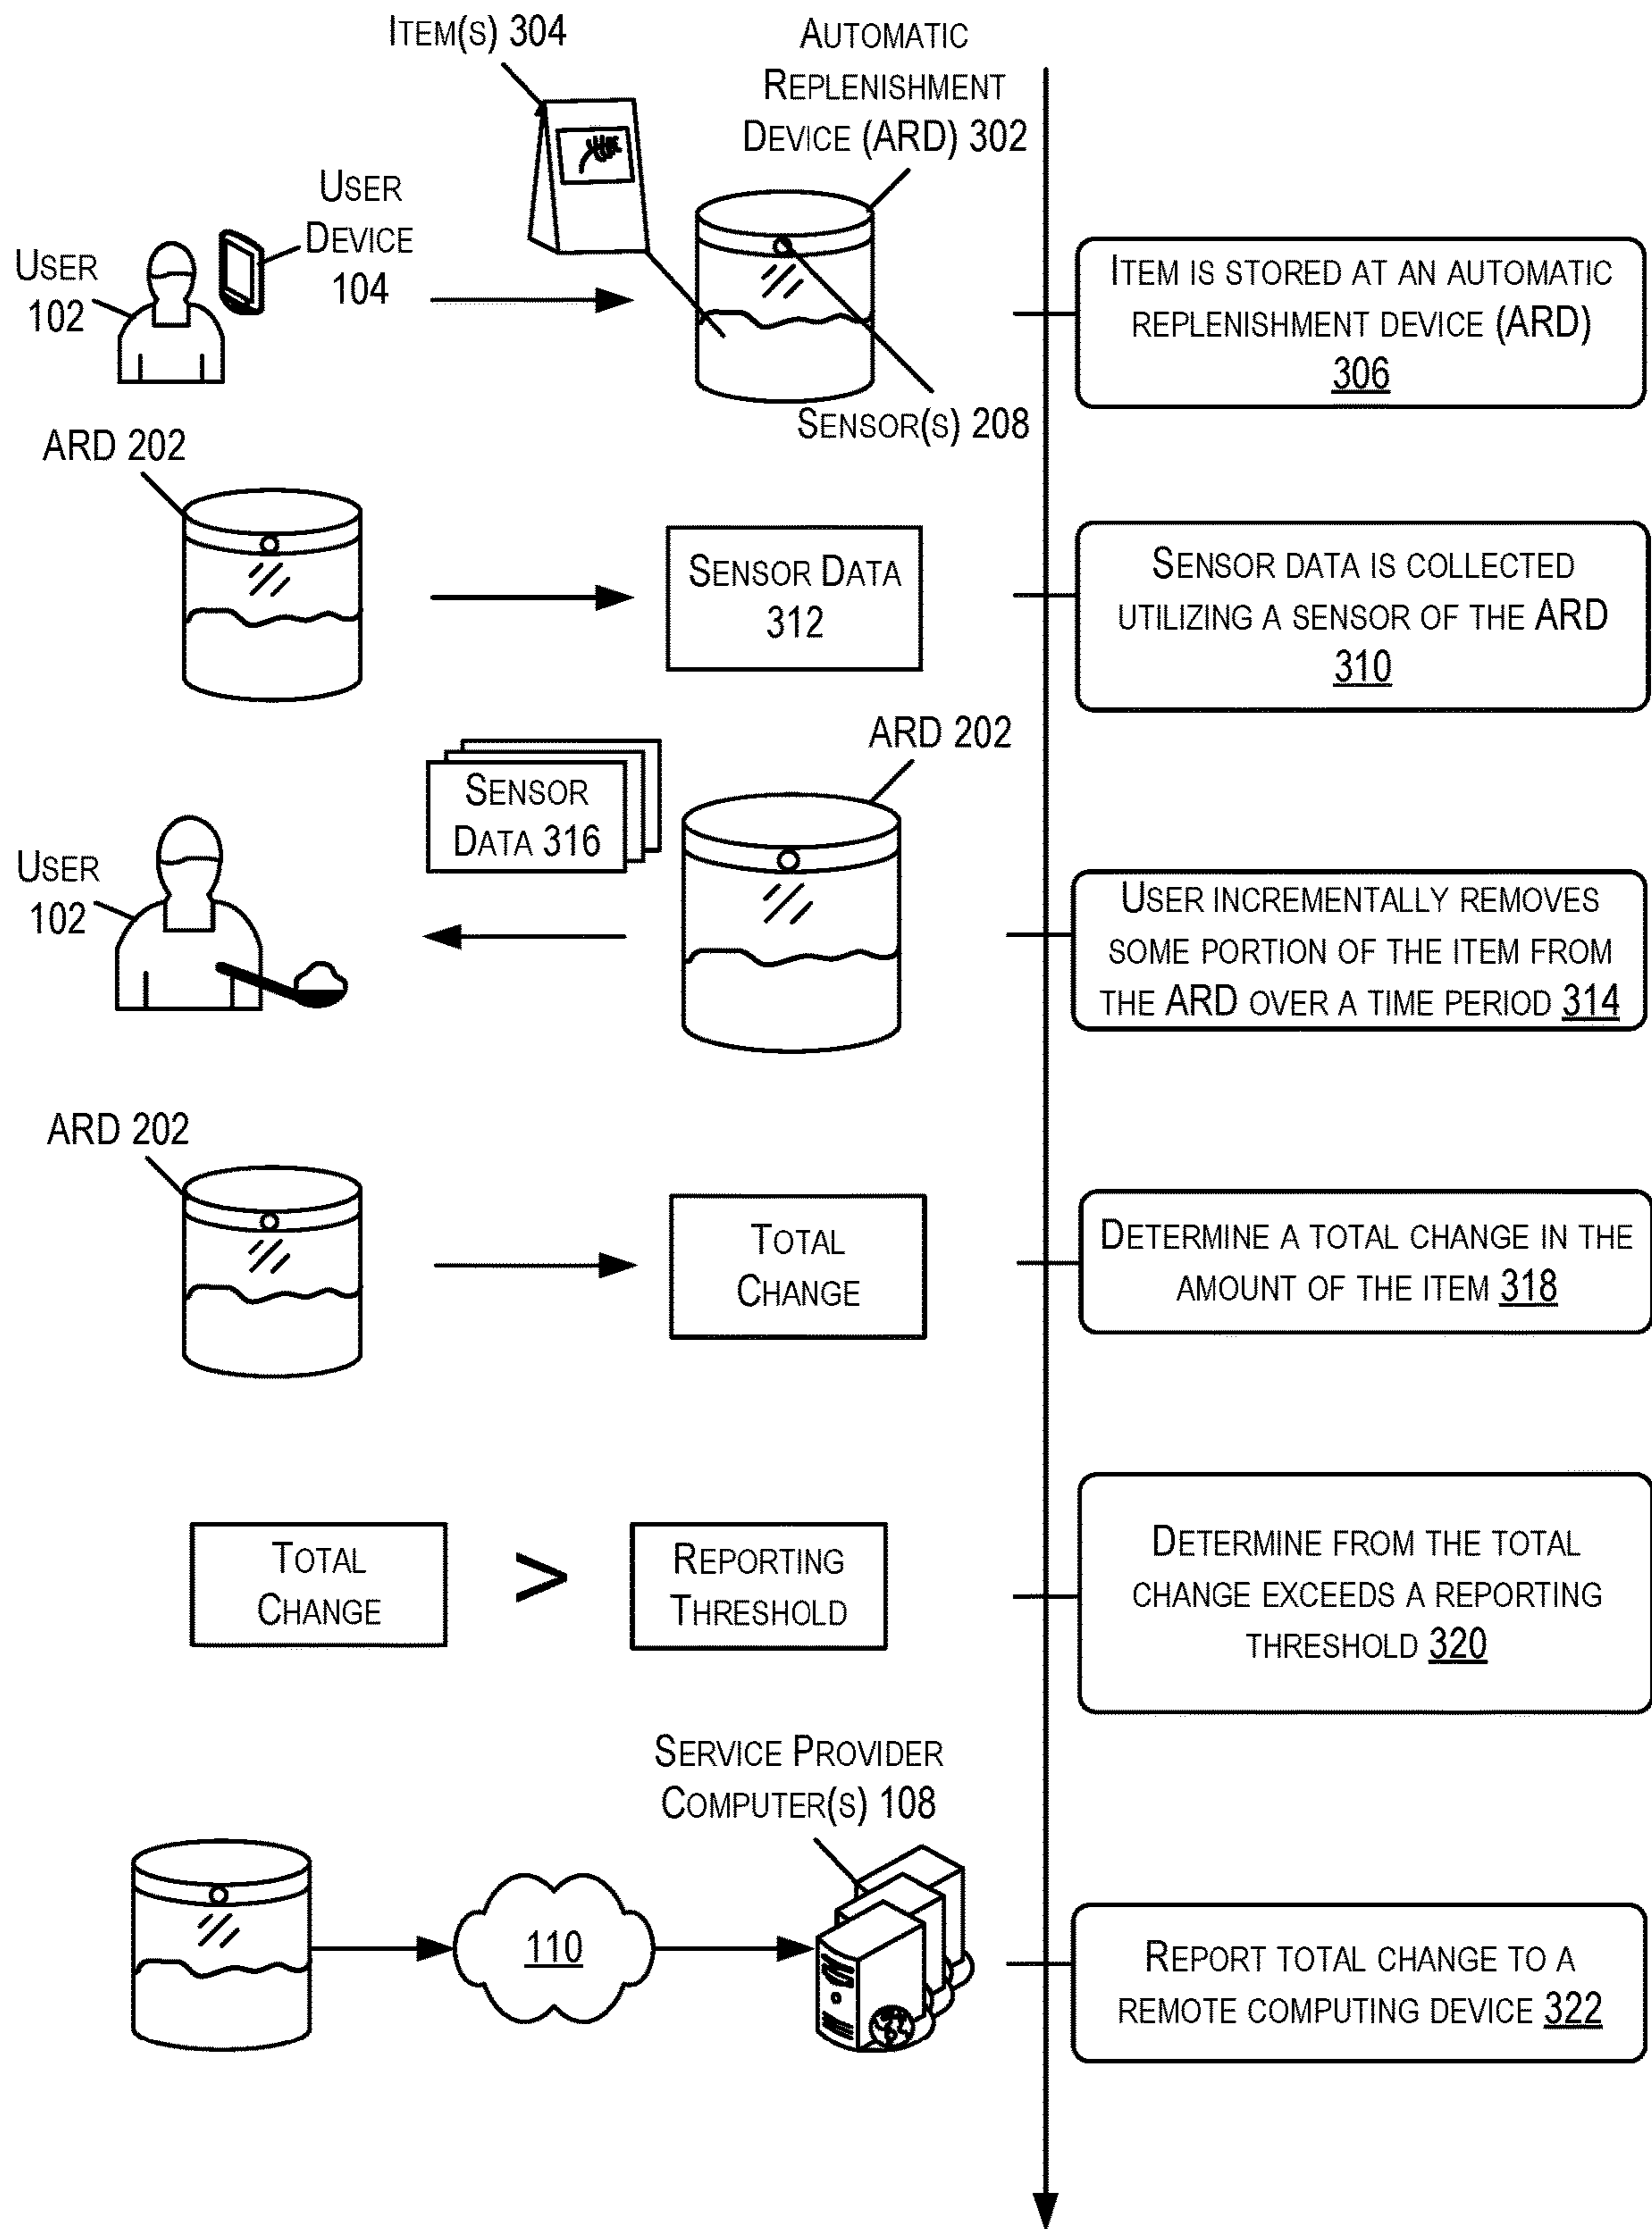 ITEM(S) 304
AUTOMATIC
REPLENISHMENT
DEVICE (ARD) 302
USER
DEVICE
104
USER
102
SENSOR(S) 208
ITEM IS STORED AT AN AUTOMATIC
REPLENISHMENT DEVICE (ARD)
306
ARD 202
SENSOR DATA
312
SENSOR DATA IS COLLECTED
UTILIZING A SENSOR OF THE ARD
310
ARD 202
SENSOR
DATA 316
USER
102
USER INCREMENTALLY REMOVES
SOME PORTION OF THE ITEM FROM
THE ARD OVER A TIME PERIOD 314
ARD 202
TOTAL
CHANGE
DETERMINE A TOTAL CHANGE IN THE
AMOUNT OF THE ITEM 318
TOTAL
CHANGE
>
REPORTING
THRESHOLD
DETERMINE FROM THE TOTAL
CHANGE EXCEEDS A REPORTING
THRESHOLD 320
SERVICE PROVIDER
COMPUTER(S) 108
110
REPORT TOTAL CHANGE TO A
REMOTE COMPUTING DEVICE 322